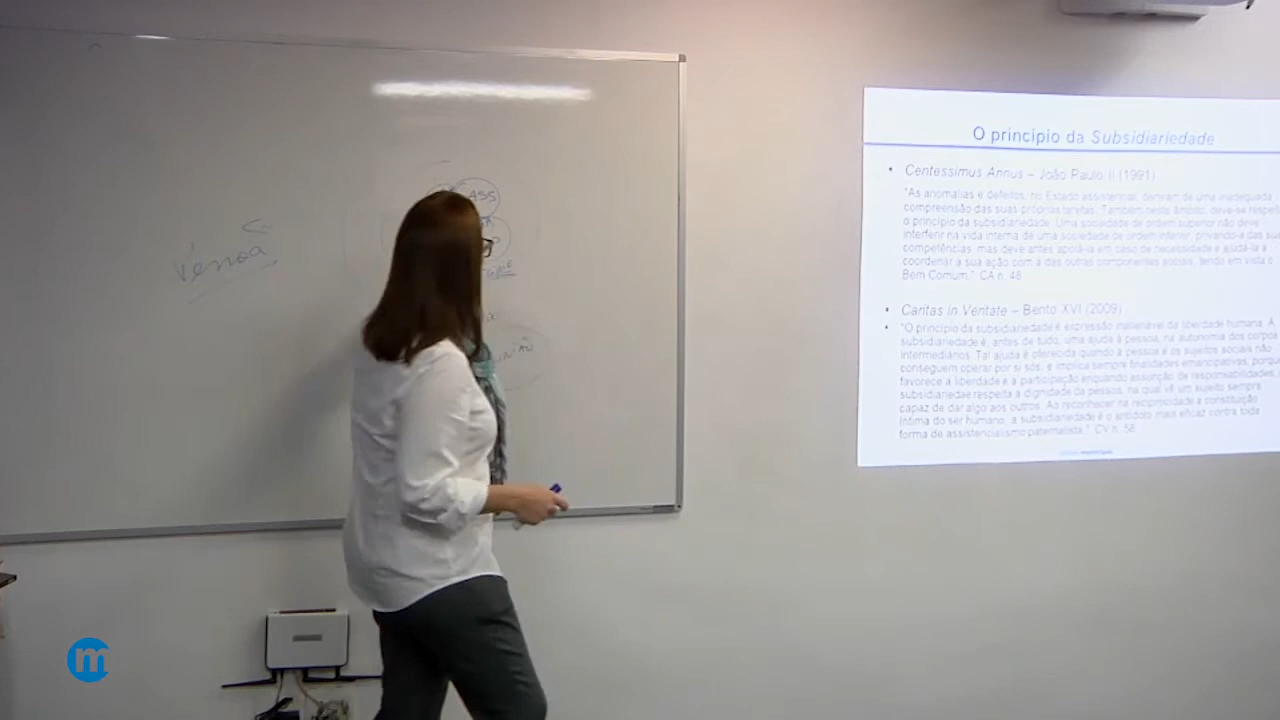 ASS
Pessoa
UNIÃO
O princípio da Subsidiariedade
• Centessimus Annus – João Paulo II (1991)
"As anomalias e defeitos, no Estado assistencial, derivam de uma inadequada
compreensão das suas próprias tarefas. Também neste âmbito, deve-se respeitar
o princípio da subsidiariedade: Uma sociedade de ordem superior não deve
interferir na vida interna de uma sociedade de ordem inferior, privando-a das suas
competências, mas deve antes apoiá-la em caso de necessidade e ajudá-la a
coordenar a sua ação com a das outras componentes sociais, tendo em vista o
Bem Comum." CA n. 48
• Caritas in Veritate – Bento XVI (2009)
• "O princípio da subsidiariedade é expressão inalienável da liberdade humana. A
subsidiariedade é, antes de tudo, uma ajuda à pessoa, na autonomia dos corpos
intermediários. Tal ajuda é oferecida quando a pessoa e os sujeitos sociais não
conseguem operar por si sós, e implica sempre finalidades emancipativas, porque
favorece a liberdade e a participação enquanto assunção de responsabilidades.
subsidiariedae respeita a dignidade da pessoa, na qual vê um sujeito sempre
capaz de dar algo aos outros. Ao reconhecer na reciprocidade a constituição
íntima do ser humano, a subsidiariedade é o antídoto mais eficaz contra toda
forma de assistencialismo paternalista." CV n. 58
m